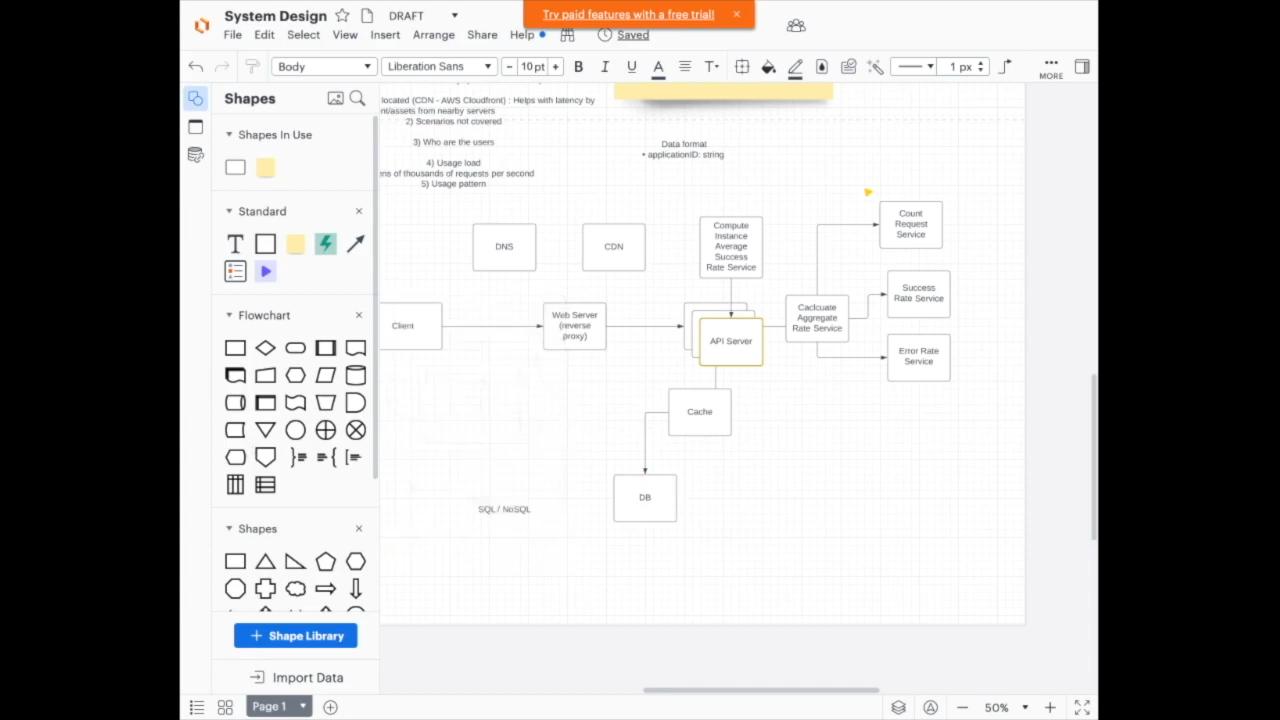 System Design
DRAFT
Try paid features with a free trial!
File Edit Select View Insert Arrange Share Help
Saved
Body
Liberation Sans
10 pt
B I U A T
1 px
MORE
Shapes
Shapes In Use
Standard
T
Flowchart
Shapes
+ Shape Library
Import Data
located (CDN - AWS Cloudfront) : Helps with latency by
nt/assets from nearby servers
2) Scenarios not covered
3) Who are the users
4) Usage load
ens of thousands of requests per second
5) Usage pattern
Data format
• applicationID: string
DNS
CDN
Compute
Instance
Average
Success
Rate Service
Count
Request
Service
Success
Rate Service
Error Rate
Service
Client
Web Server
(reverse
proxy)
API Server
Caclcuate
Aggregate
Rate Service
Cache
DB
SQL / NoSQL
Page 1
50%